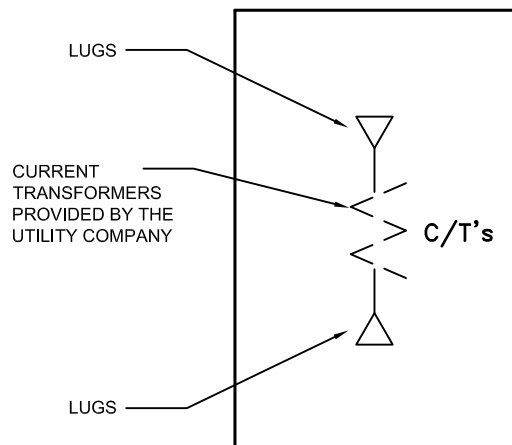 LUGS
CURRENT
TRANSFORMERS
PROVIDED BY THE
UTILITY COMPANY
C/T's
LUGS